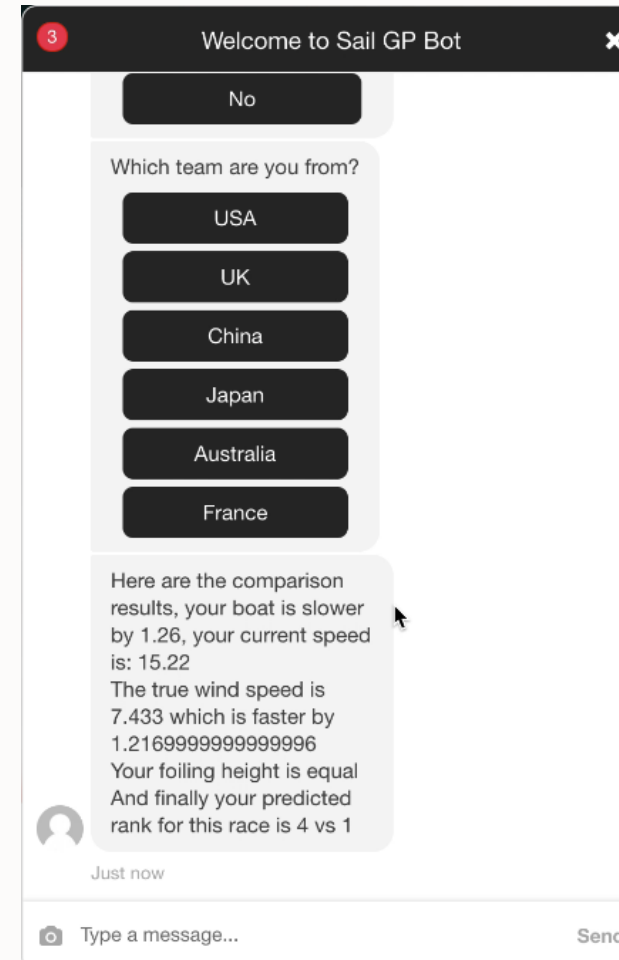 3
Welcome to Sail GP Bot
No
Which team are you from?
USA
UK
China
Japan
Australia
France
Here are the comparison
results, your boat is slower
by 1.26, your current speed
is: 15.22
The true wind speed is
7.433 which is faster by
1.2169999999999996
Your foiling height is equal
And finally your predicted
rank for this race is 4 vs 1
Just now
Type a message...